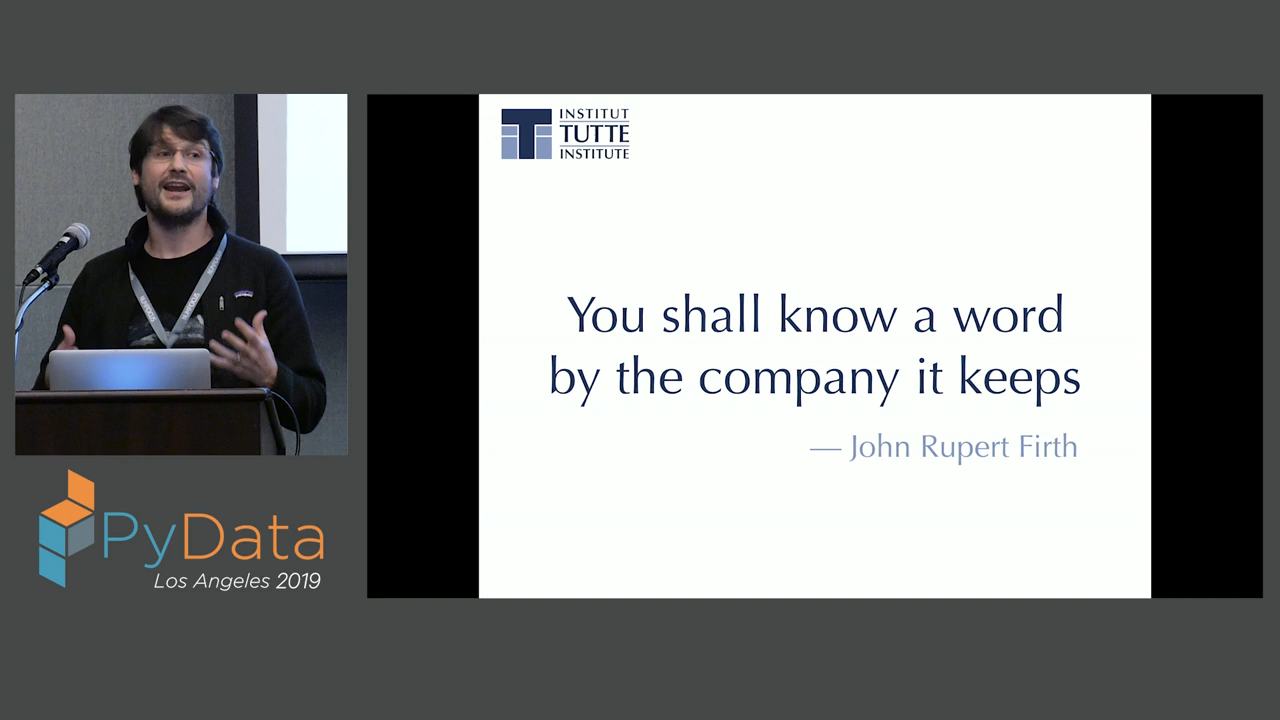 INSTITUT
TUTTE
INSTITUTE
You shall know a word
by the company it keeps
— John Rupert Firth
PyData
Los Angeles 2019